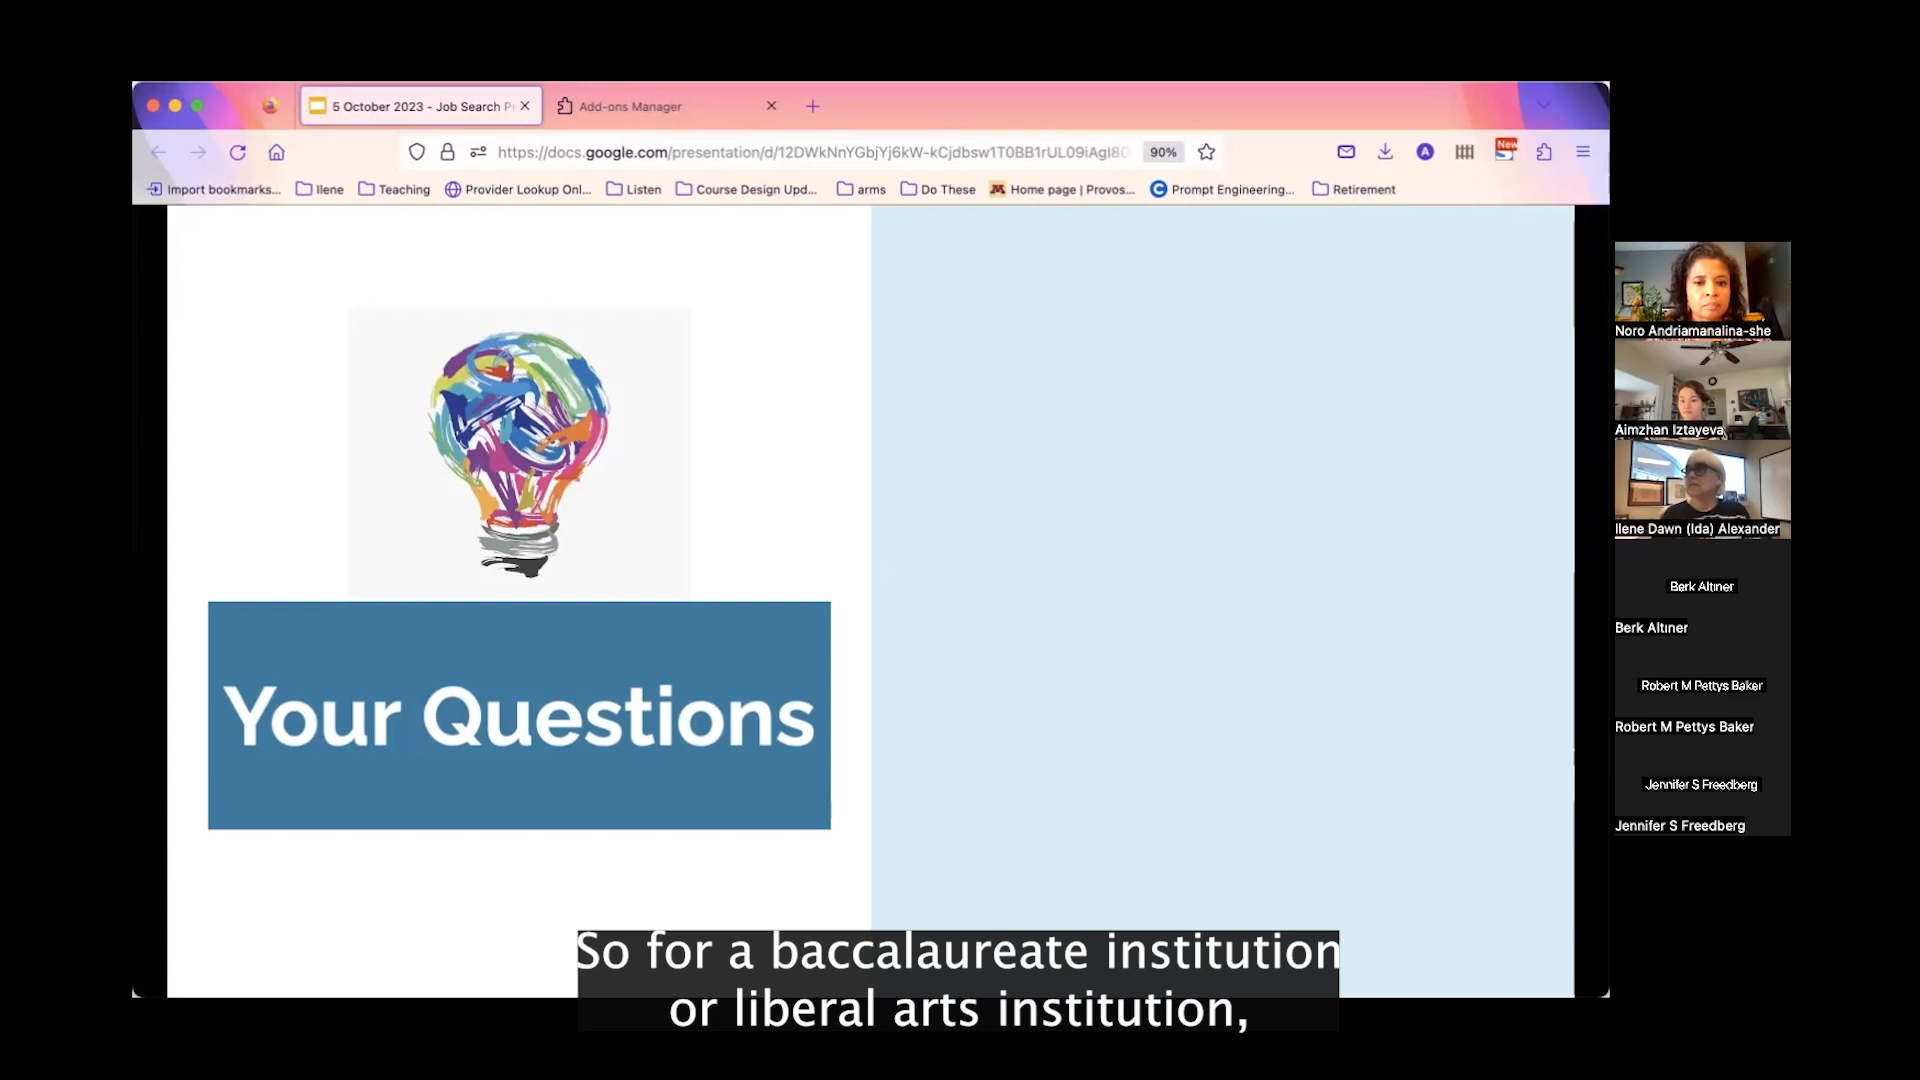 5 October 2023 - Job Search P
Add-ons Manager
https://docs.google.com/presentation/d/12DWkNnYGbjYj6kW-kCjdbsw1T0BB1rUL09iAgI80
90%
A
New
Import bookmarks...
Ilene
Teaching
Provider Lookup Onl...
Listen
Course Design Upd...
arms
Do These
Home page | Provos...
Prompt Engineering...
Retirement
Your Questions
Noro Andriamanalina-she
Aimzhan Iztayeva
Ilene Dawn (Ida) Alexander
Berk Altıner
Berk Altıner
Robert M Pettys Baker
Robert M Pettys Baker
Jennifer S Freedberg
Jennifer S Freedberg
So for a baccalaureate institution
or liberal arts institution,